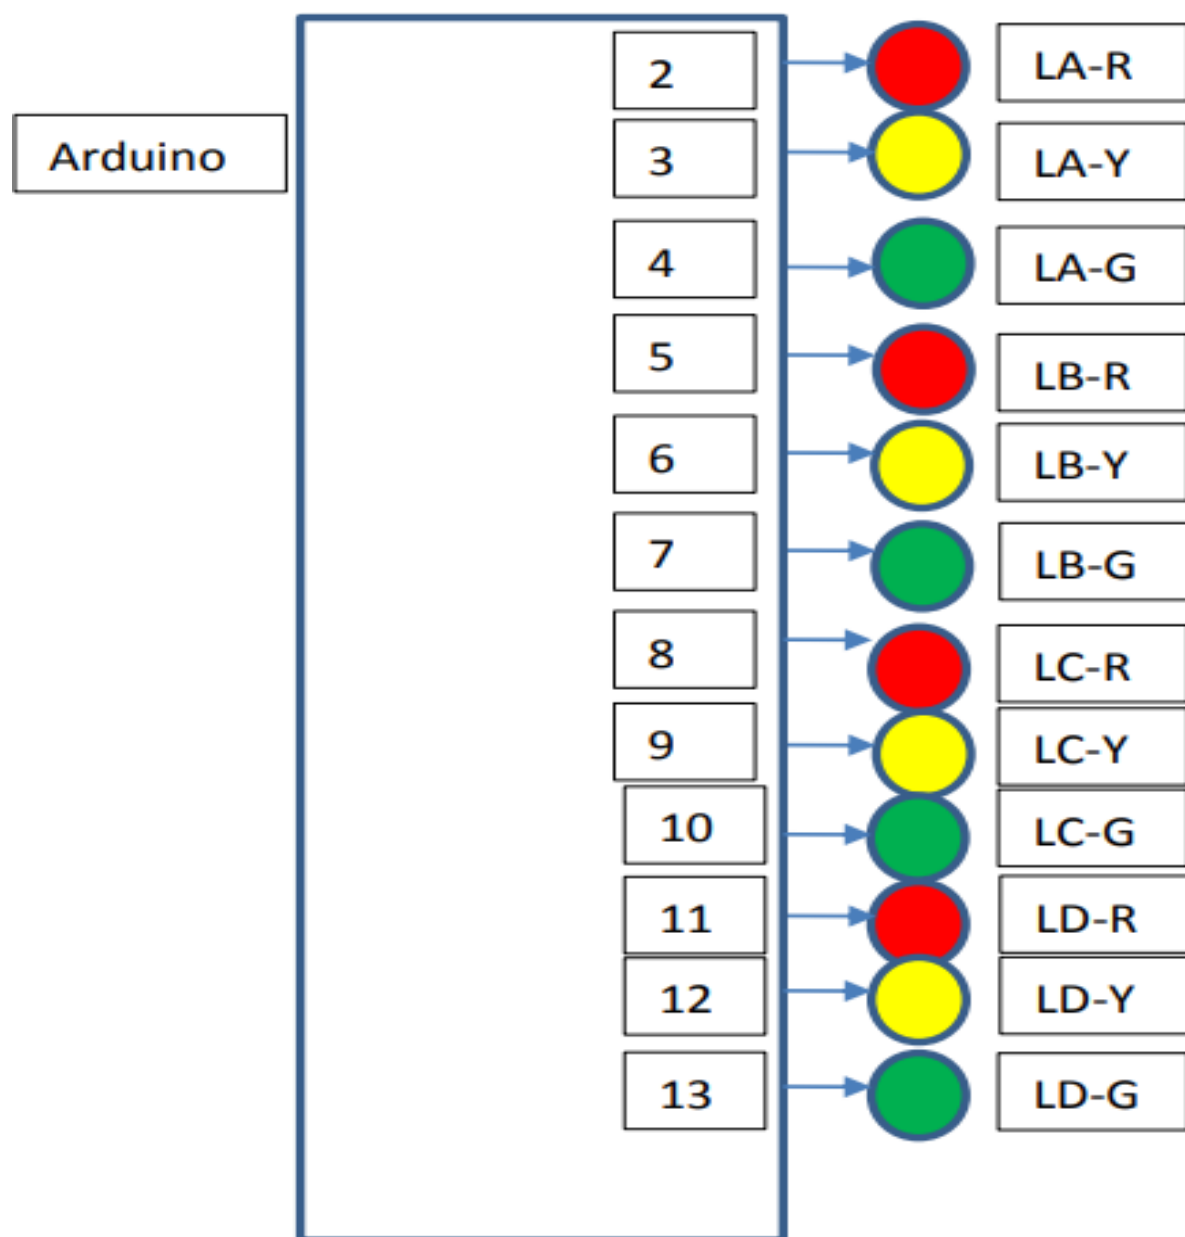 Arduino
2
LA-R
3
LA-Y
4
LA-G
5
LB-R
6
LB-Y
7
LB-G
8
LC-R
9
LC-Y
10
LC-G
11
LD-R
12
LD-Y
13
LD-G